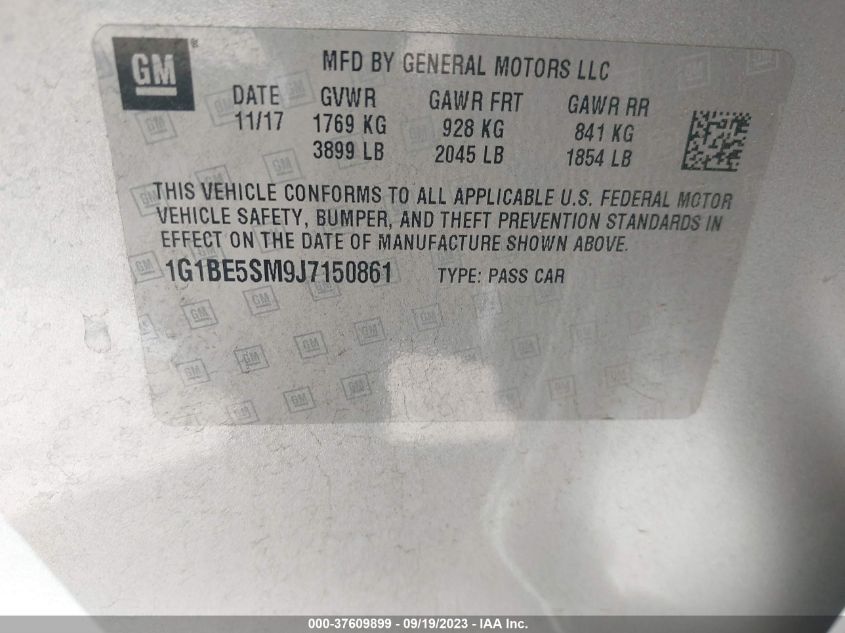 GM ®
MFD BY GENERAL MOTORS LLC
DATE GVWR GAWR FRT GAWR RR
11/17 1769 KG 928 KG 841 KG
3899 LB 2045 LB 1854 LB
THIS VEHICLE CONFORMS TO ALL APPLICABLE U.S. FEDERAL MOTOR
VEHICLE SAFETY, BUMPER, AND THEFT PREVENTION STANDARDS IN
EFFECT ON THE DATE OF MANUFACTURE SHOWN ABOVE.
1G1BE5SM9J7150861 TYPE: PASS CAR
000-37609899 - 09/19/2023 - IAA Inc.